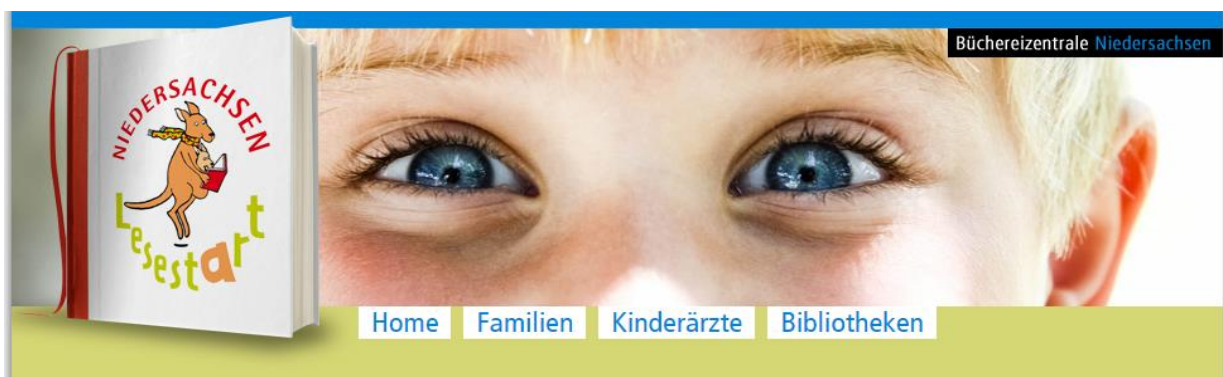 Büchereizentrale Niedersachsen
NIEDERSACHSEN
Lesestart
Home Familien Kinderärzte Bibliotheken